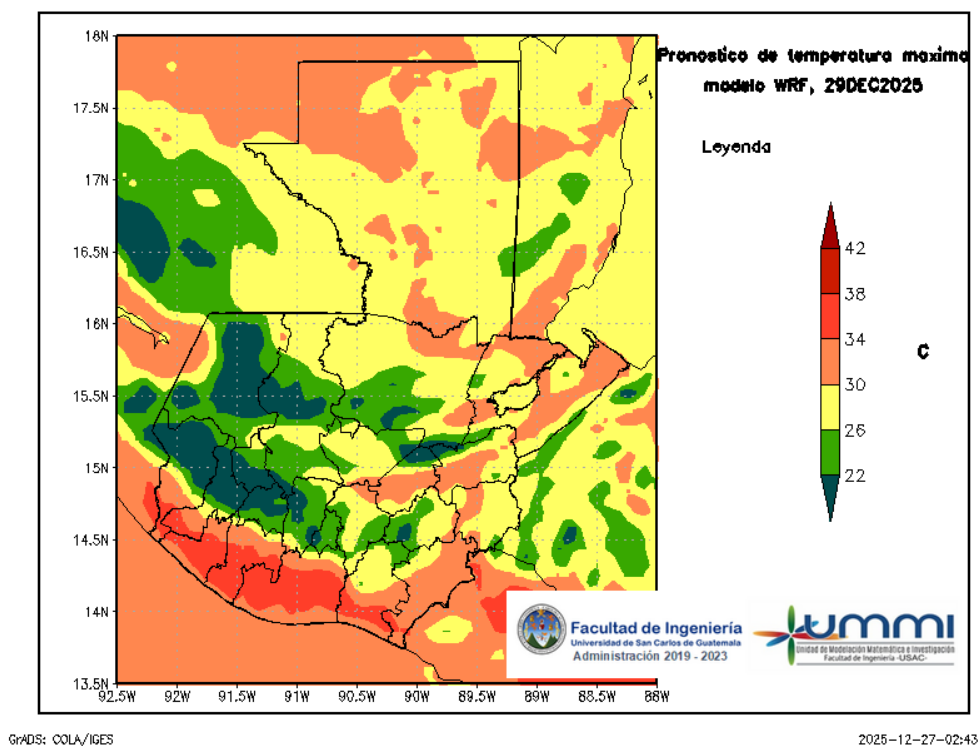 Pronostico de temperatura maxima
modelo WRF, 29DEC2025
Leyenda
18N
17.5N
17N
16.5N
16N
15.5N
15N
14.5N
14N
13.5N
92.5W
92W
91.5W
91W
90.5W
90W
89.5W
89W
88.5W
88W
42
38
34
30
26
22
C
Facultad de Ingeniería
Universidad de San Carlos de Guatemala
Administración 2019 - 2023
ummi
Unidad de Modelación Matemática e Investigación
Facultad de Ingeniería -USAC-
GrADS: COLA/IGES
2025-12-27-02:43